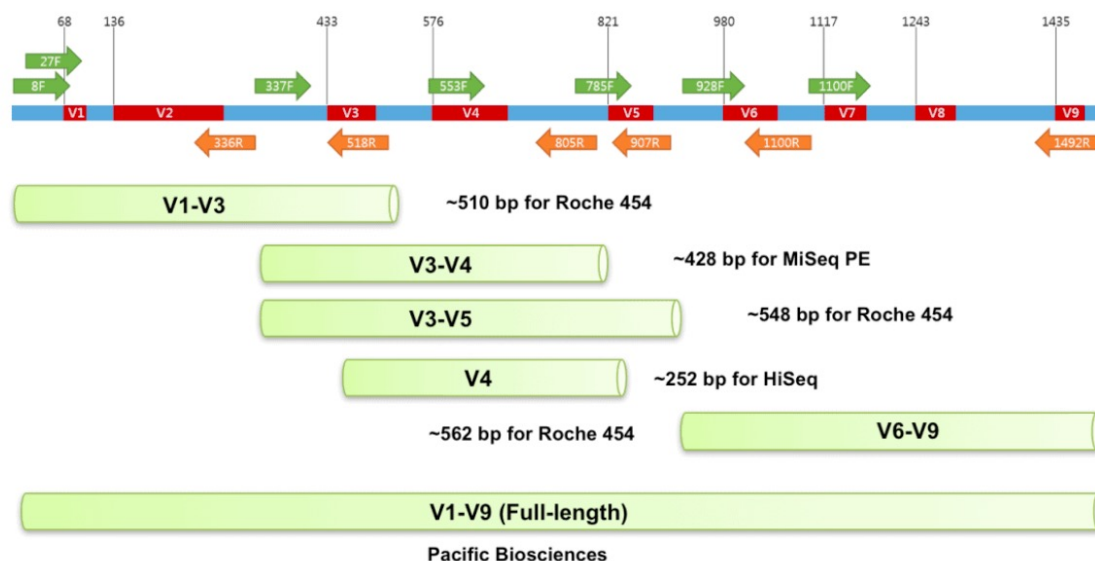 68 136 433 576 821 980 1117 1243 1435
27F
8F 337F 553F 785F 928F 1100F
V1 V2 V3 V4 V5 V6 V7 V8 V9
336R 518R 805R 907R 1100R 1492R
V1-V3 ~510 bp for Roche 454
V3-V4 ~428 bp for MiSeq PE
V3-V5 ~548 bp for Roche 454
V4 ~252 bp for HiSeq
~562 bp for Roche 454 V6-V9
V1-V9 (Full-length)
Pacific Biosciences